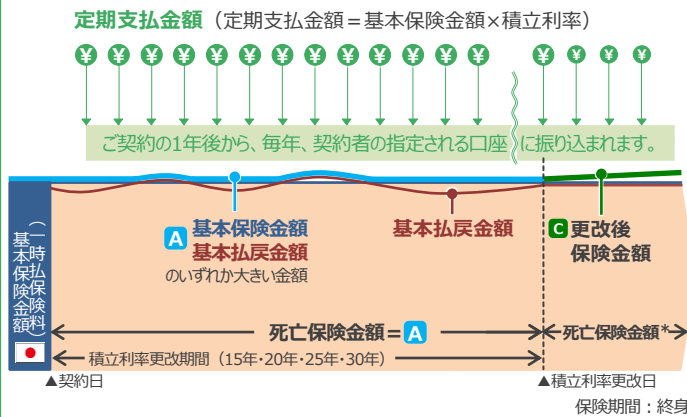 定期支払金額（定期支払金額＝基本保険金額×積立利率）
¥ ¥ ¥ ¥ ¥ ¥ ¥ ¥ ¥ ¥ ¥ ¥ ¥ ¥ ¥ ¥ ¥
ご契約の1年後から、毎年、契約者の指定される口座に振り込まれます。
基本保険金額
（一時払保険料）
A 基本保険金額
基本払戻金額
のいずれか大きい金額
基本払戻金額
C 更改後
保険金額
死亡保険金額＝A
死亡保険金額*
積立利率更改期間（15年・20年・25年・30年）
▲契約日
▲積立利率更改日
保険期間：終身